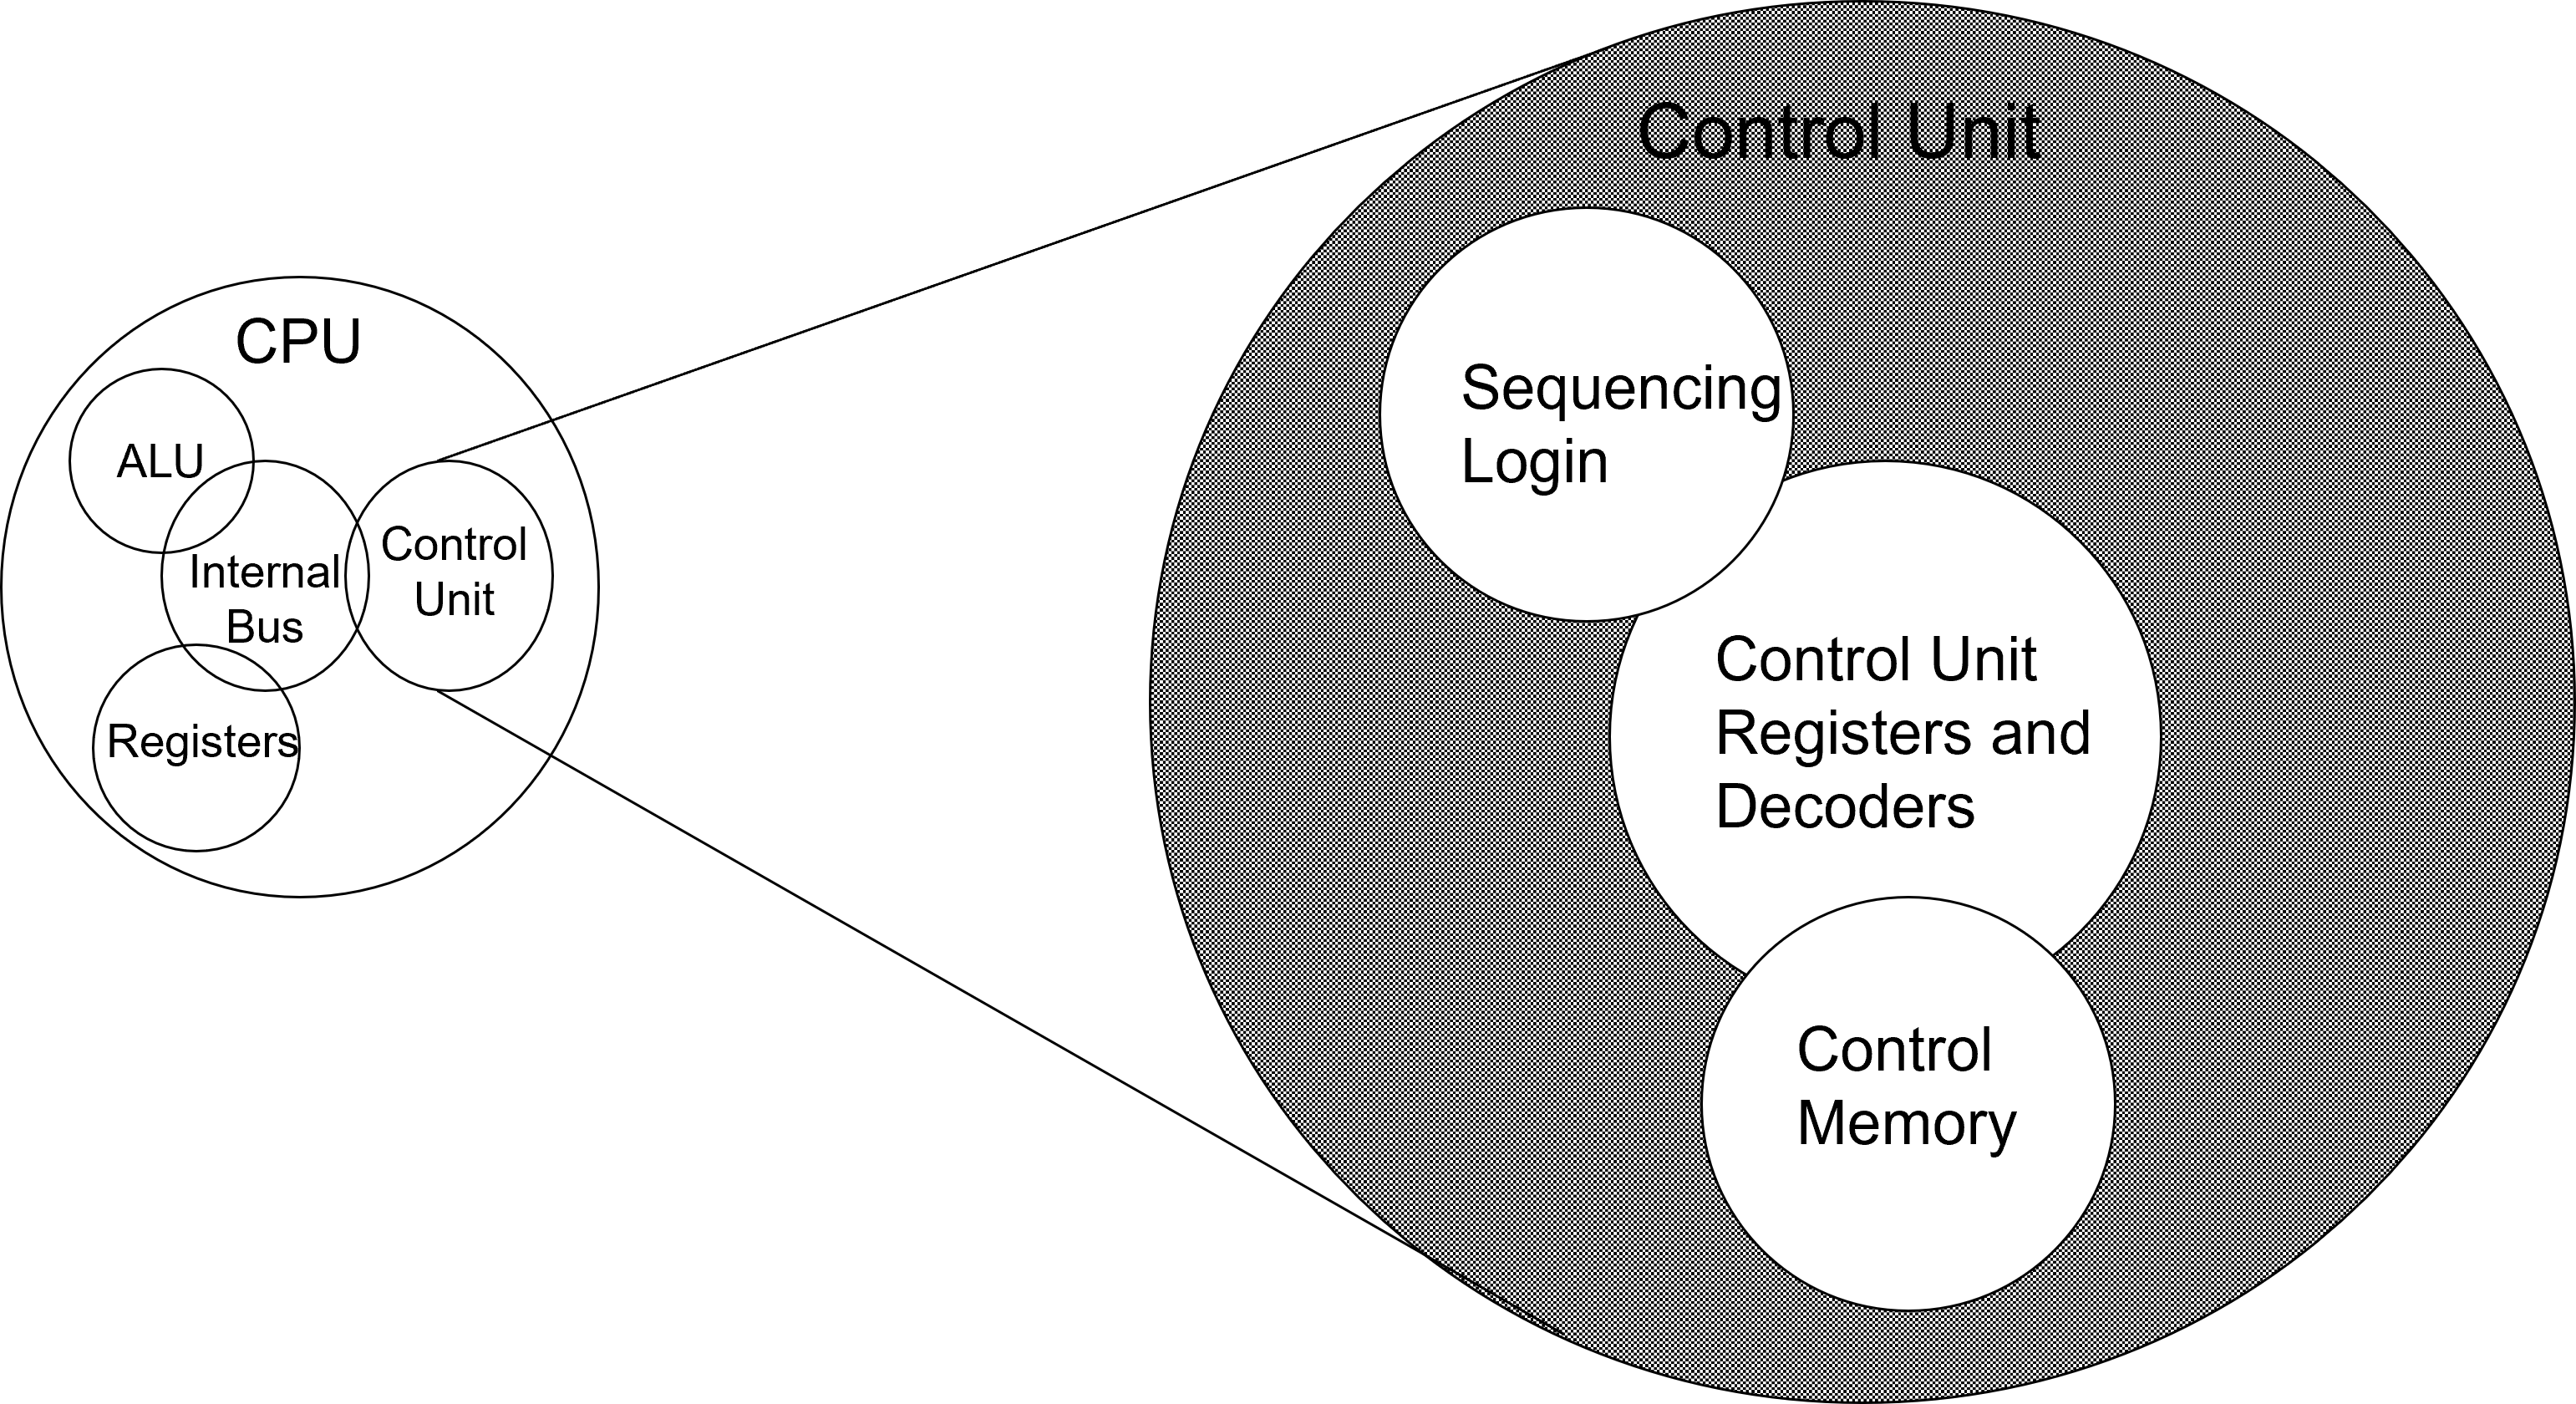 CPU
ALU
Internal
Bus
Control
Unit
Registers
Control Unit
Sequencing
Login
Control Unit
Registers and
Decoders
Control
Memory